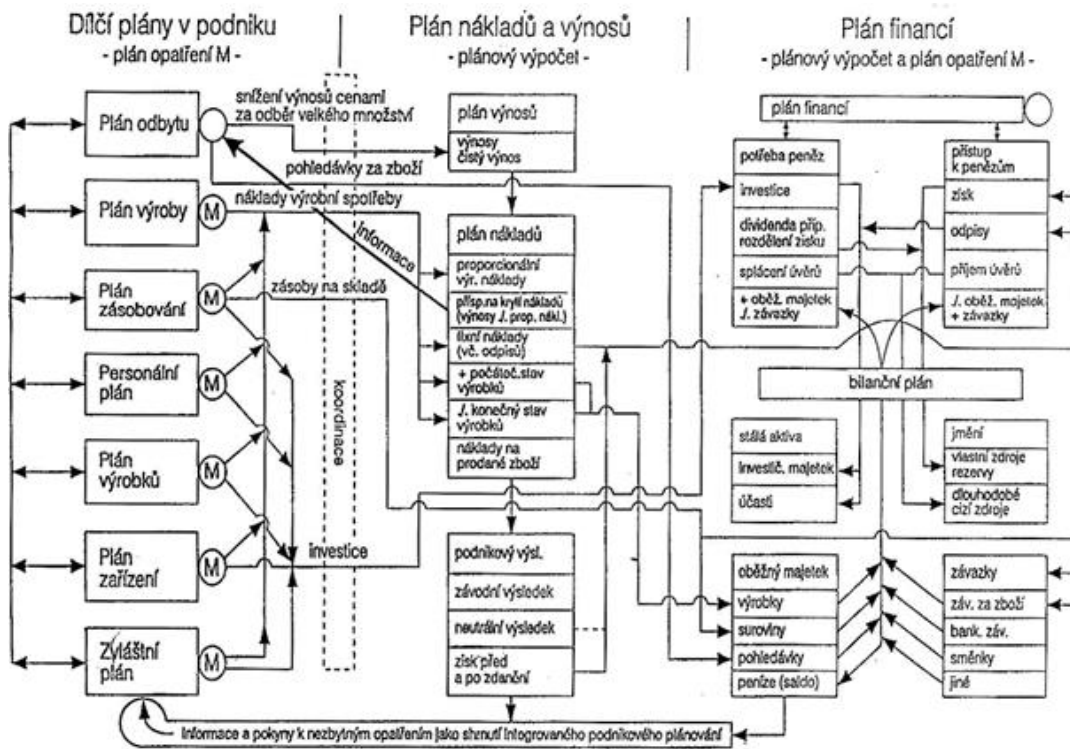 Dílčí plány v podniku
- plán opatření M -
Plán nákladů a výnosů
- plánový výpočet -
Plán financí
- plánový výpočet a plán opatření M -
Plán odbytu
Plán výroby
M
Plán
zásobování
M
Personální
plán
M
Plán
výrobků
M
Plán
zařízení
M
Zvláštní
plán
M
snížení výnosů cenami
za odběr velkého množství
pohledávky za zboží
náklady výrobní spotřeby
Informace
zásoby na skladě
koordinace
investice
plán výnosů
výnosy
čistý výnos
plán nákladů
proporcionální
výr. náklady
přísp.na krytí nákladů
(výnosy ./. prop. nákl.)
fixní náklady
(vč. odpisů)
+ počáteč.stav
výrobků
./. konečný stav
výrobků
náklady na
prodané zboží
podnikový výsl.
závodní výsledek
neutrální výsledek
zisk před
a po zdanění
plán financí
potřeba peněz
investice
dividenda příp.
rozdělení zisku
splácení úvěrů
+ oběž. majetek
./. závazky
přístup
k penězům
zisk
odpisy
příjem úvěrů
./. oběž. majetek
+ závazky
bilanční plán
stálá aktiva
investič. majetek
účasti
jmění
vlastní zdroje
rezervy
dlouhodobé
cizí zdroje
oběžný majetek
výrobky
suroviny
pohledávky
peníze (saldo)
závazky
záv. za zboží
bank. záv.
směnky
jiné
Informace a pokyny k nezbytným opatřením jako shrnutí integrovaného podnikového plánování